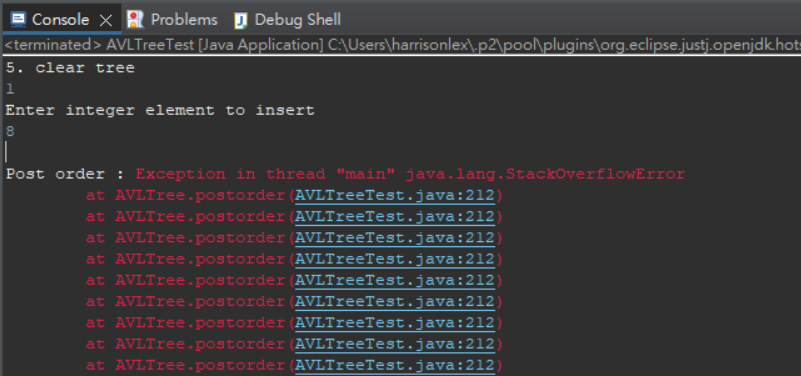 Console Problems Debug Shell
<terminated> AVLTreeTest [Java Application] C:\Users\harrisonlex\.p2\pool\plugins\org.eclipse.justj.openjdk.hots
5. clear tree
1
Enter integer element to insert
8
Post order : Exception in thread "main" java.lang.StackOverflowError
at AVLTree.postorder(AVLTreeTest.java:212)
at AVLTree.postorder(AVLTreeTest.java:212)
at AVLTree.postorder(AVLTreeTest.java:212)
at AVLTree.postorder(AVLTreeTest.java:212)
at AVLTree.postorder(AVLTreeTest.java:212)
at AVLTree.postorder(AVLTreeTest.java:212)
at AVLTree.postorder(AVLTreeTest.java:212)
at AVLTree.postorder(AVLTreeTest.java:212)
at AVLTree.postorder(AVLTreeTest.java:212)